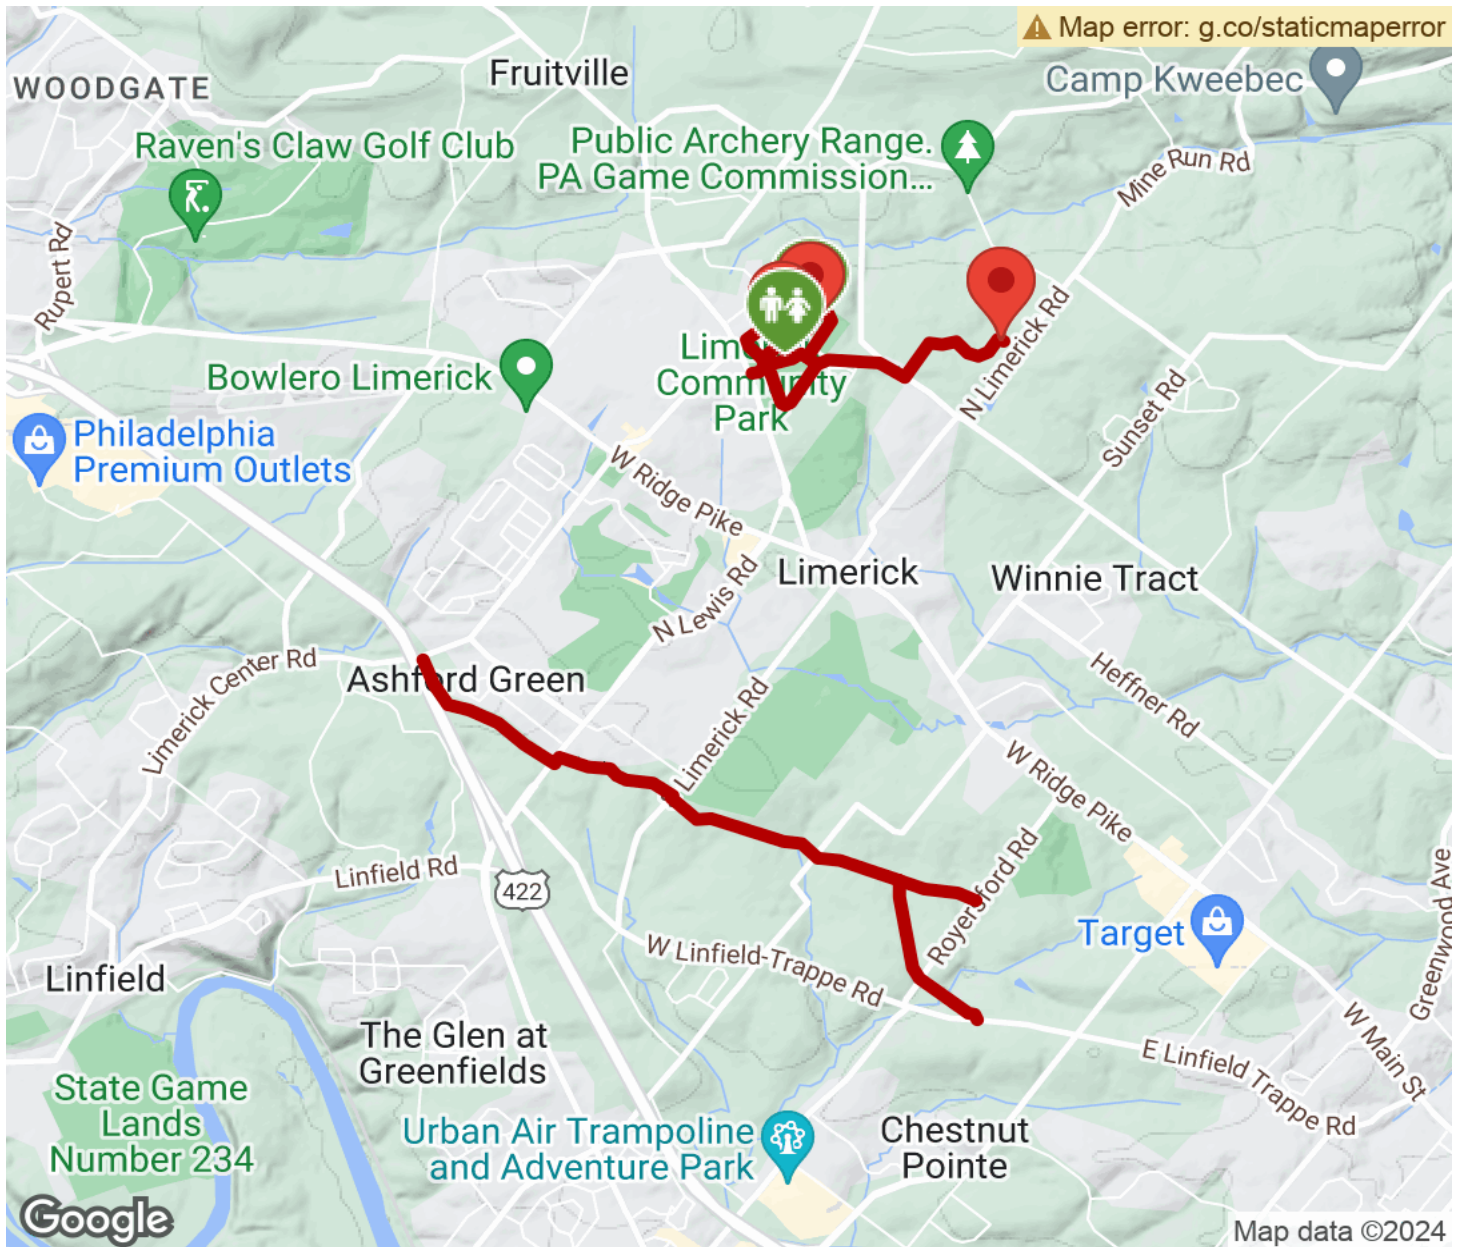 Map error: g.co/staticmaperror
Fruitville
WOODGATE
Camp Kweebec
Raven's Claw Golf Club
Public Archery Range.
PA Game Commission...
Mine Run Rd
Rupert Rd
N Limerick Rd
Community
Park
Bowlero Limerick
Sunset Rd
Philadelphia
Premium Outlets
W Ridge Pike
Limerick
Winnie Tract
N Lewis Rd
Limerick Center Rd
Ashford Green
Heffner Rd
Limerick Rd
W Ridge Pike
Linfield Rd
422
Royersford Rd
Greenwood Ave
Target
W Linfield-Trappe Rd
Linfield
The Glen at
Greenfields
W Main St
E Linfield Trappe Rd
State Game
Lands
Number 234
Urban Air Trampoline
and Adventure Park
Chestnut
Pointe
Google
Map data ©2024